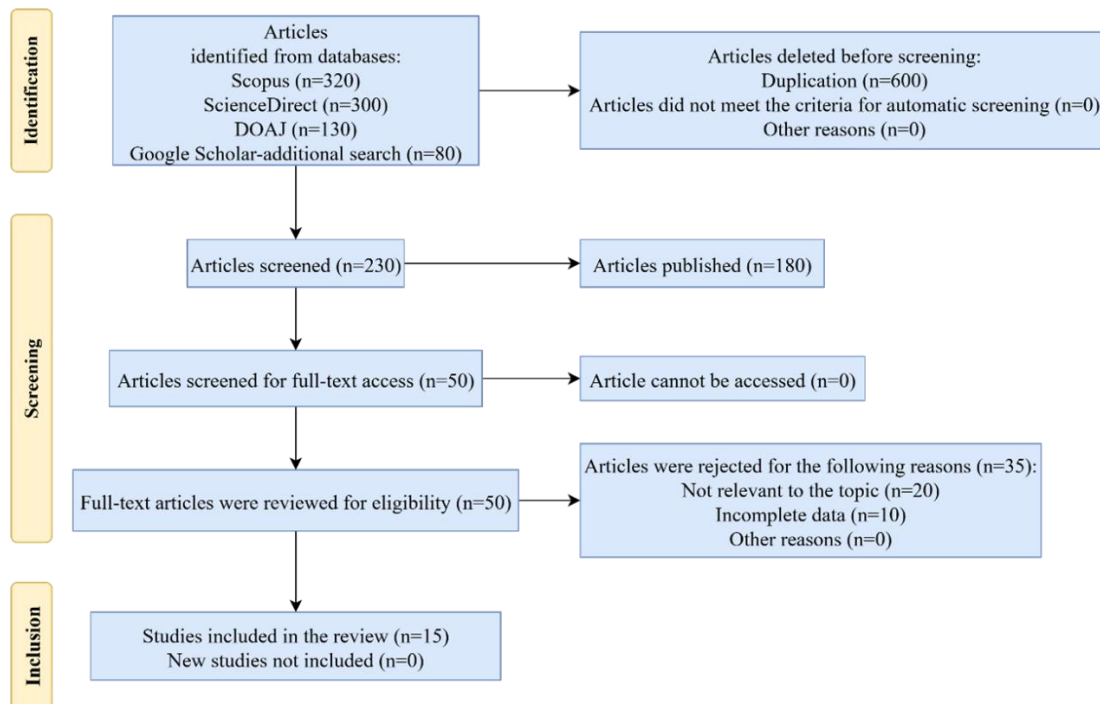 Identification
Articles
identified from databases:
Scopus (n=320)
ScienceDirect (n=300)
DOAJ (n=130)
Google Scholar-additional search (n=80)
Articles deleted before screening:
Duplication (n=600)
Articles did not meet the criteria for automatic screening (n=0)
Other reasons (n=0)
Screening
Articles screened (n=230)
Articles published (n=180)
Articles screened for full-text access (n=50)
Article cannot be accessed (n=0)
Full-text articles were reviewed for eligibility (n=50)
Articles were rejected for the following reasons (n=35):
Not relevant to the topic (n=20)
Incomplete data (n=10)
Other reasons (n=0)
Inclusion
Studies included in the review (n=15)
New studies not included (n=0)